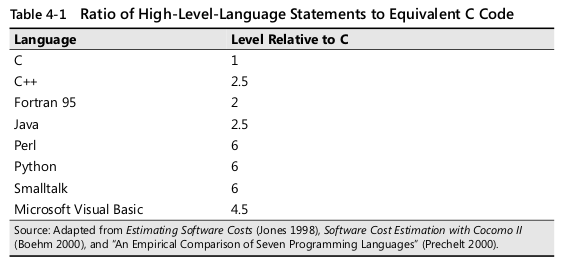 Table 4-1 Ratio of High-Level-Language Statements to Equivalent C Code
Language Level Relative to C
C 1
C++ 2.5
Fortran 95 2
Java 2.5
Perl 6
Python 6
Smalltalk 6
Microsoft Visual Basic 4.5
Source: Adapted from Estimating Software Costs (Jones 1998), Software Cost Estimation with Cocomo II
(Boehm 2000), and “An Empirical Comparison of Seven Programming Languages” (Prechelt 2000).